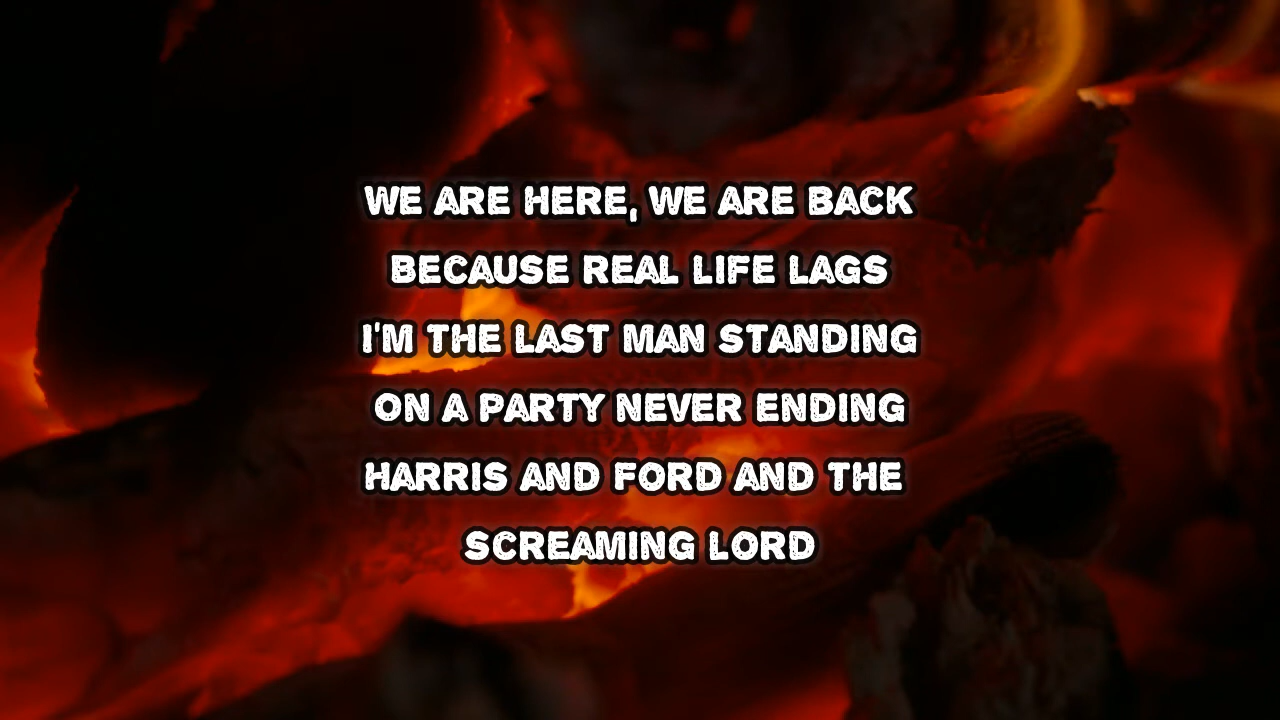 WE ARE HERE, WE ARE BACK
BECAUSE REAL LIFE LAGS
I'M THE LAST MAN STANDING
ON A PARTY NEVER ENDING
HARRIS AND FORD AND THE
SCREAMING LORD